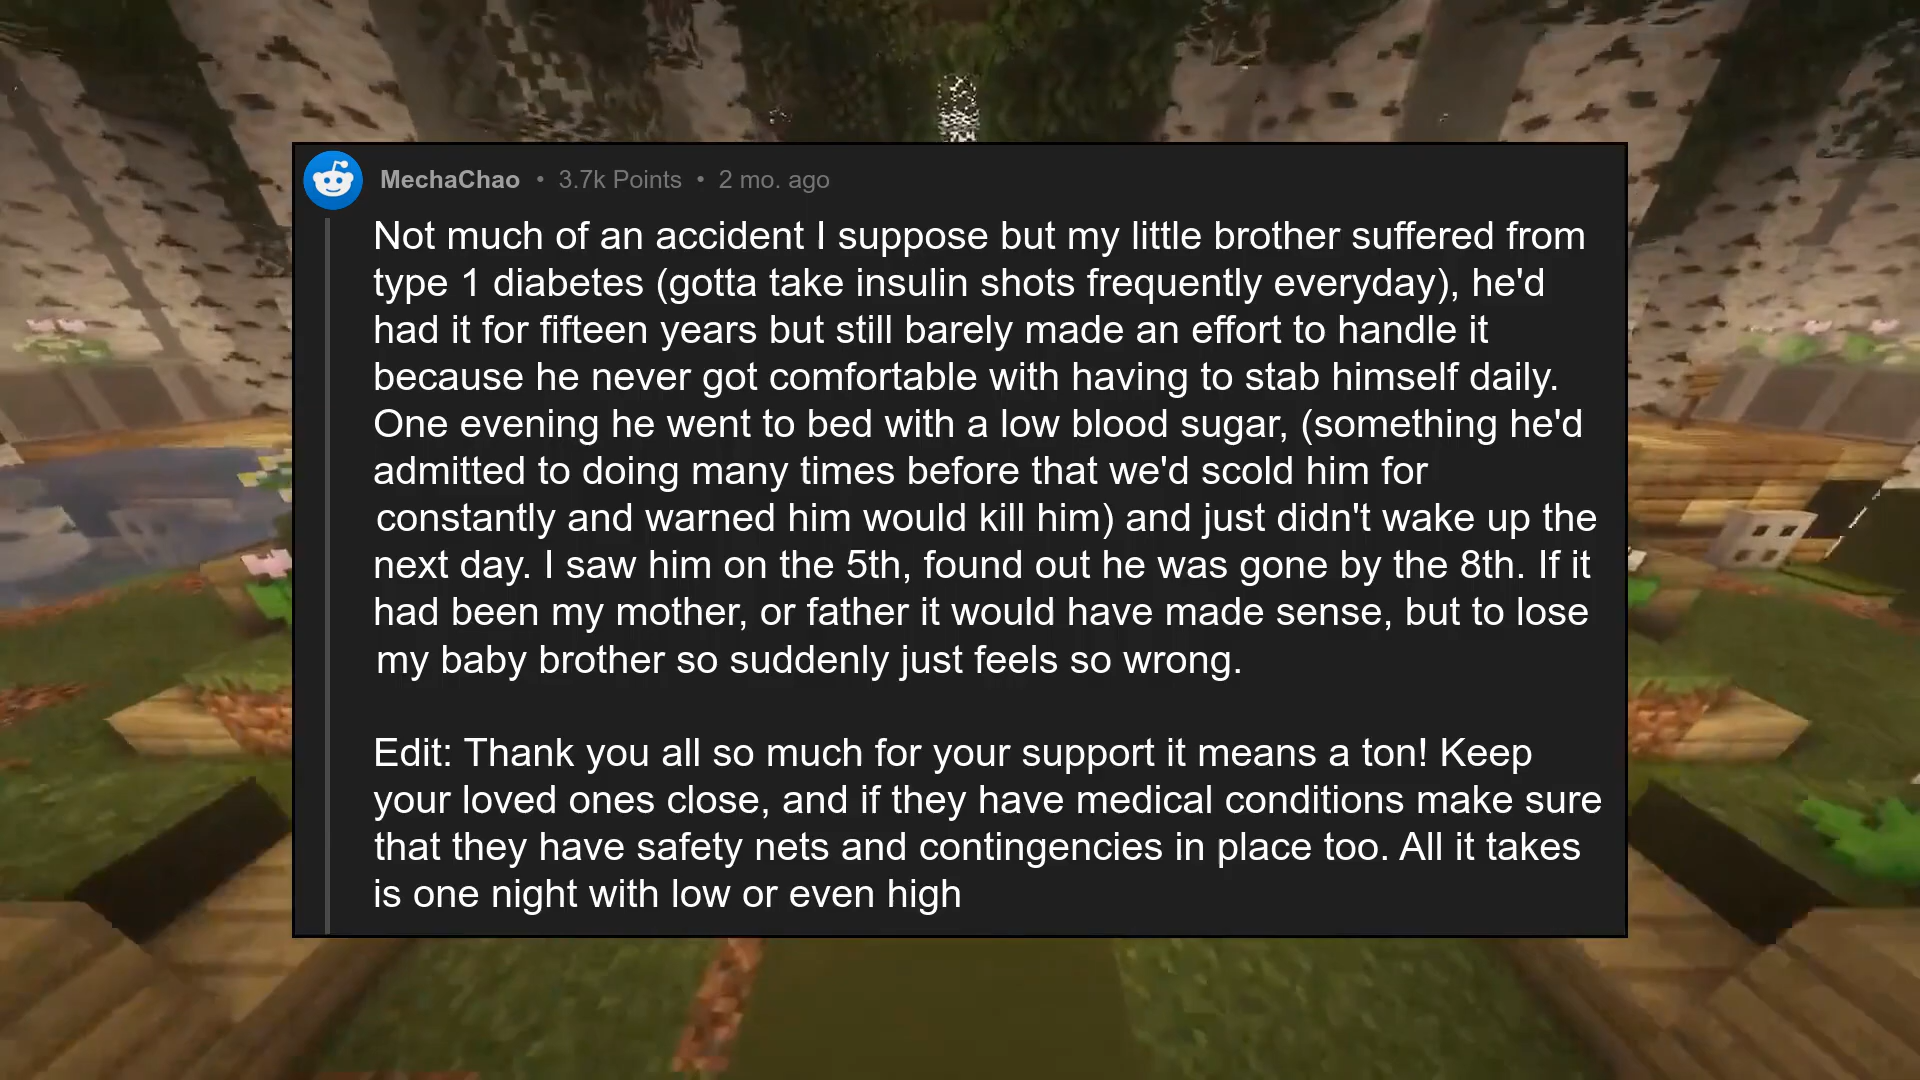 MechaChao • 3.7k Points • 2 mo. ago
Not much of an accident I suppose but my little brother suffered from
type 1 diabetes (gotta take insulin shots frequently everyday), he'd
had it for fifteen years but still barely made an effort to handle it
because he never got comfortable with having to stab himself daily.
One evening he went to bed with a low blood sugar, (something he'd
admitted to doing many times before that we'd scold him for
constantly and warned him would kill him) and just didn't wake up the
next day. I saw him on the 5th, found out he was gone by the 8th. If it
had been my mother, or father it would have made sense, but to lose
my baby brother so suddenly just feels so wrong.
Edit: Thank you all so much for your support it means a ton! Keep
your loved ones close, and if they have medical conditions make sure
that they have safety nets and contingencies in place too. All it takes
is one night with low or even high